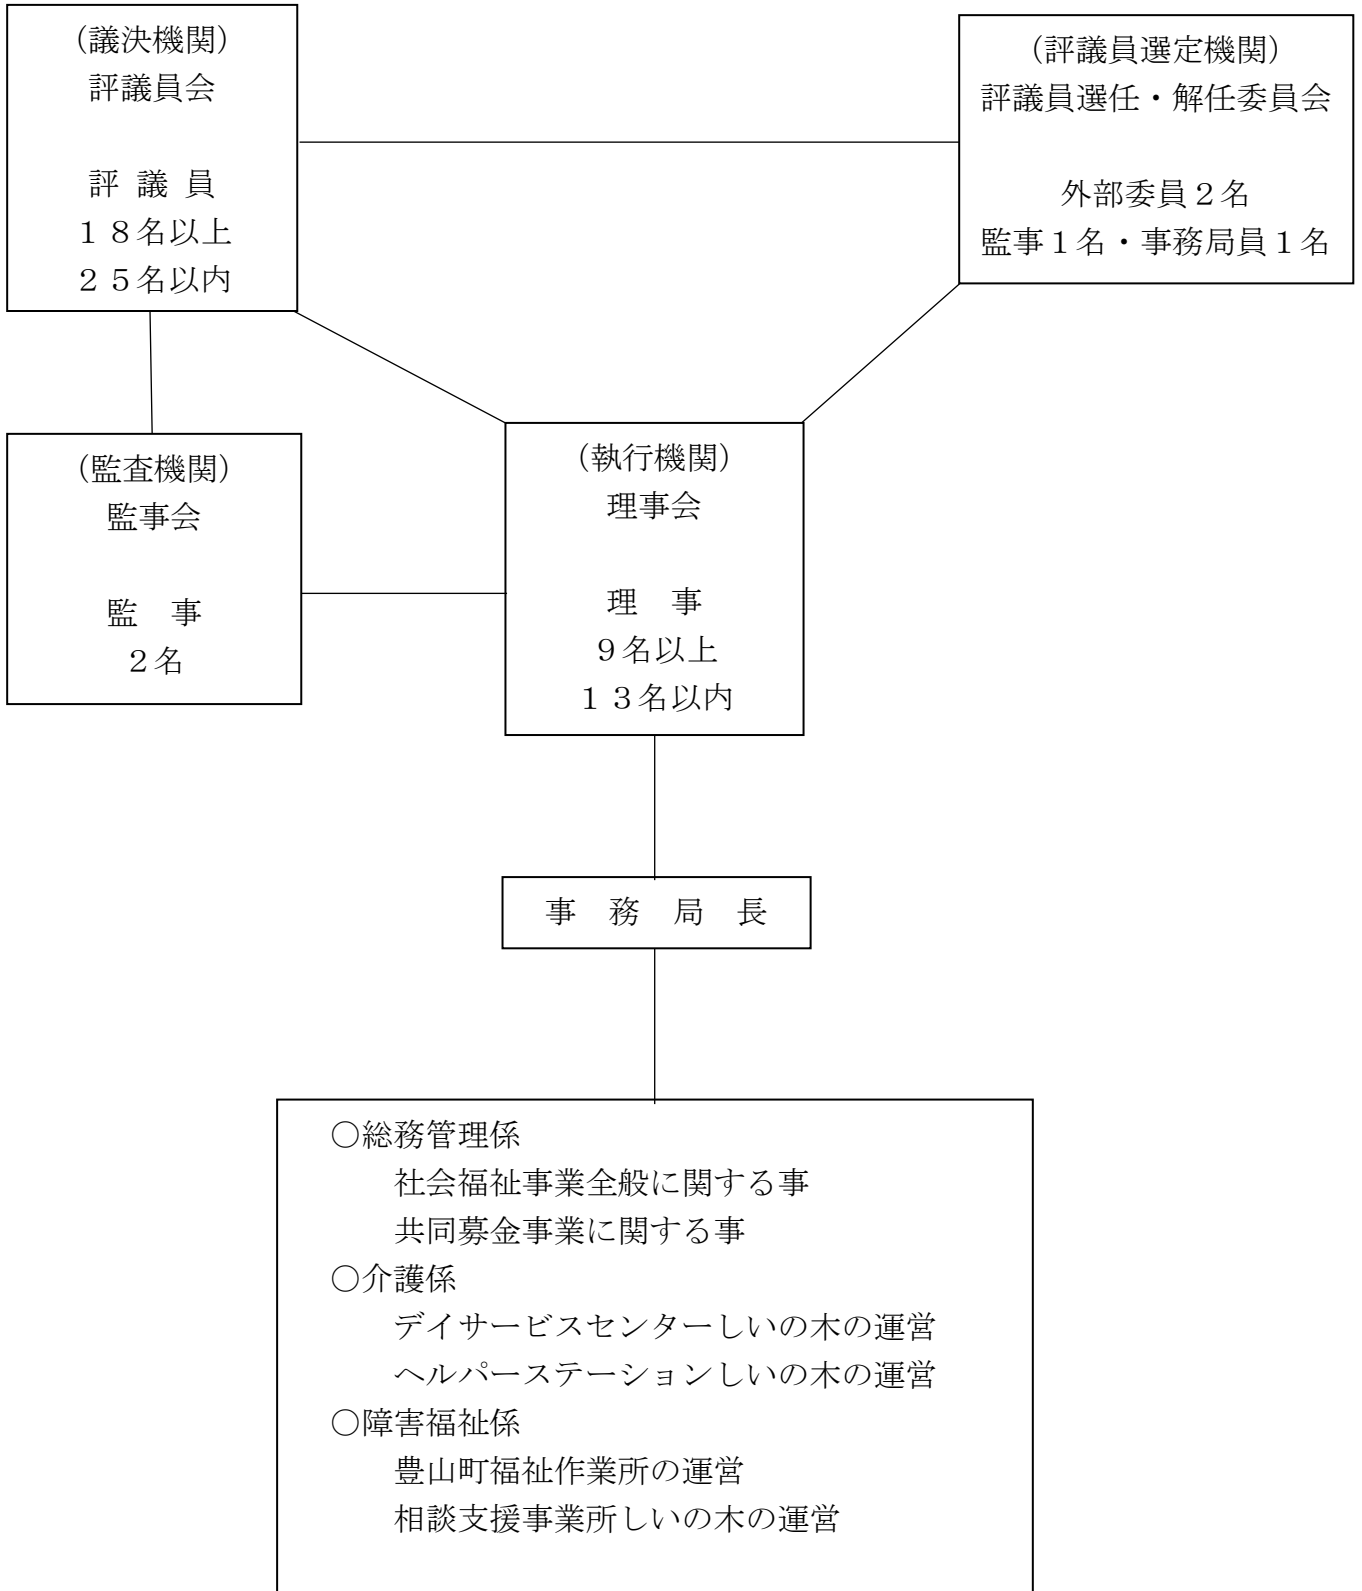 （議決機関）
評議員会
評 議 員
１８名以上
２５名以内
（評議員選定機関）
評議員選任・解任委員会
外部委員２名
監事１名・事務局員１名
（監査機関）
監事会
監　事
２名
（執行機関）
理事会
理　事
９名以上
１３名以内
事　務　局　長
○総務管理係
社会福祉事業全般に関する事
共同募金事業に関する事
○介護係
デイサービスセンターしいの木の運営
ヘルパーステーションしいの木の運営
○障害福祉係
豊山町福祉作業所の運営
相談支援事業所しいの木の運営